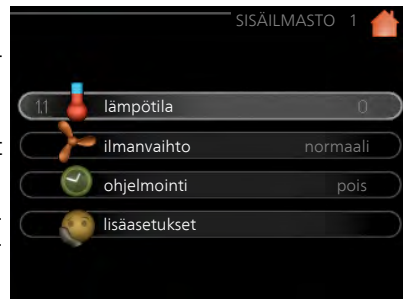 SISÄILMASTO 1
1.1 lämpötila 0
ilmanvaihto normaali
ohjelmointi pois
lisäasetukset